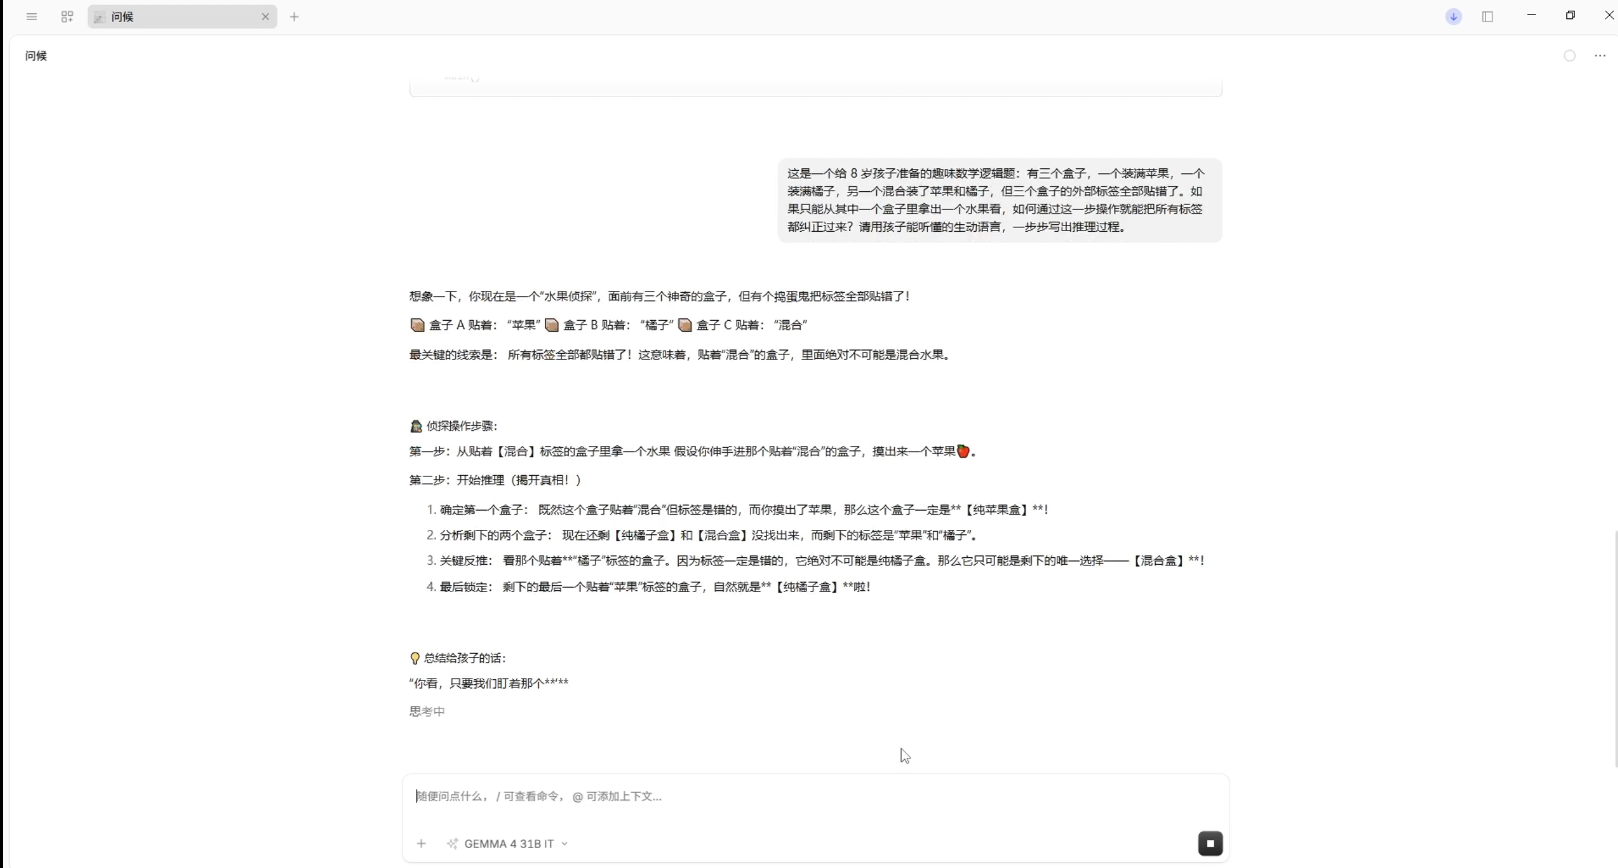 问候
问候
这是一个给 8 岁孩子准备的趣味数学逻辑题：有三个盒子，一个装满苹果，一个
装满橘子，另一个混合装了苹果和橘子，但三个盒子的外部标签全部贴错了。如
果只能从其中一个盒子里拿出一个水果看，如何通过这一步操作就能把所有标签
都纠正过来？请用孩子能听懂的生动语言，一步步写出推理过程。
想象一下，你现在是一个“水果侦探”，面前有三个神奇的盒子，但有个捣蛋鬼把标签全部贴错了！
📦 盒子 A 贴着：“苹果” 📦 盒子 B 贴着：“橘子” 📦 盒子 C 贴着：“混合”
最关键的线索是： 所有标签全部都贴错了！这意味着，贴着“混合”的盒子，里面绝对不可能是混合水果。
🕵️ 侦探操作步骤：
第一步：从贴着【混合】标签的盒子里拿一个水果 假设你伸手进那个贴着“混合”的盒子，摸出来一个苹果🍎。
第二步：开始推理（揭开真相！）
1. 确定第一个盒子： 既然这个盒子贴着“混合”但标签是错的，而你摸出了苹果，那么这个盒子一定是**【纯苹果盒】**！
2. 分析剩下的两个盒子： 现在还剩【纯橘子盒】和【混合盒】没找出来，而剩下的标签是“苹果”和“橘子”。
3. 关键反推： 看那个贴着**“橘子”标签的盒子。因为标签一定是错的，它绝对不可能是纯橘子盒。那么它只可能是剩下的唯一选择——【混合盒】**！
4. 最后锁定： 剩下的最后一个贴着“苹果”标签的盒子，自然就是**【纯橘子盒】**啦！
💡 总结给孩子的话：
“你看，只要我们盯着那个**'**
思考中
随便问点什么， / 可查看命令， @ 可添加上下文...
GEMMA 4 31B IT